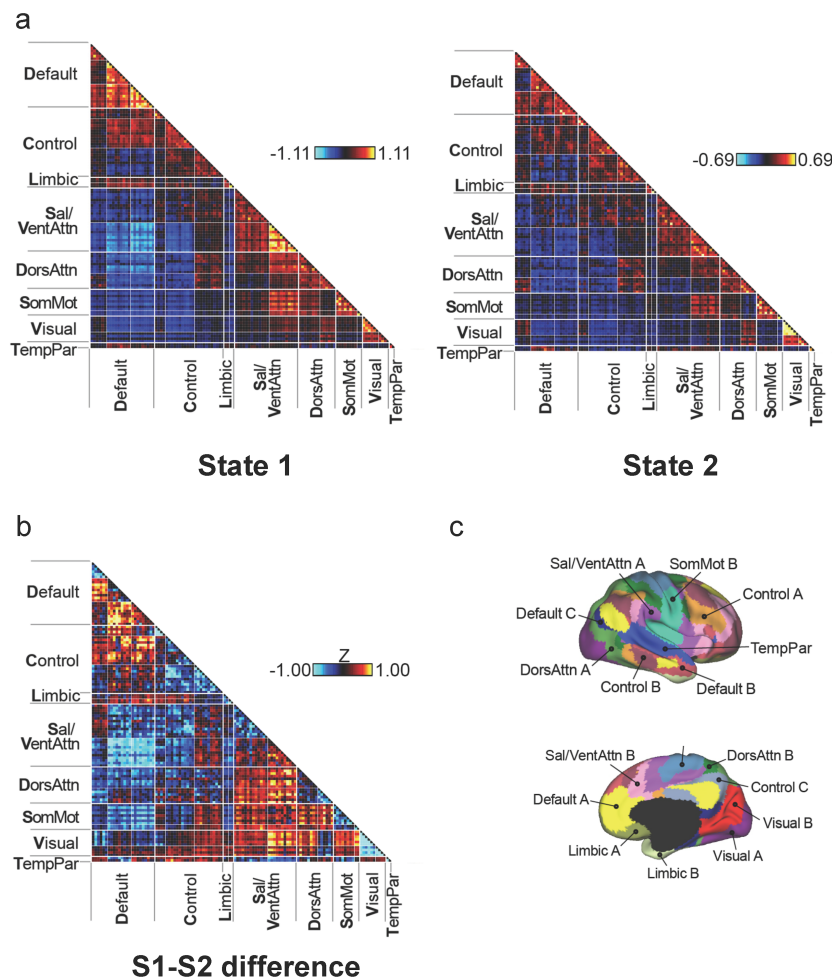 a
Default
Control
Limbic
Sal/
VentAttn
DorsAttn
SomMot
Visual
TempPar
-1.11
1.11
Default
Control
Limbic
Sal/
VentAttn
DorsAttn
SomMot
Visual
TempPar
State 1
Default
Control
Limbic
Sal/
VentAttn
DorsAttn
SomMot
Visual
TempPar
-0.69
0.69
Default
Control
Limbic
Sal/
VentAttn
DorsAttn
SomMot
Visual
TempPar
State 2
b
Default
Control
Limbic
Sal/
VentAttn
DorsAttn
SomMot
Visual
TempPar
Z
-1.00
1.00
Default
Control
Limbic
Sal/
VentAttn
DorsAttn
SomMot
Visual
TempPar
S1-S2 difference
c
Sal/VentAttn A
SomMot B
Control A
Default C
TempPar
DorsAttn A
Control B
Default B
Sal/VentAttn B
DorsAttn B
Control C
Default A
Visual B
Limbic A
Visual A
Limbic B